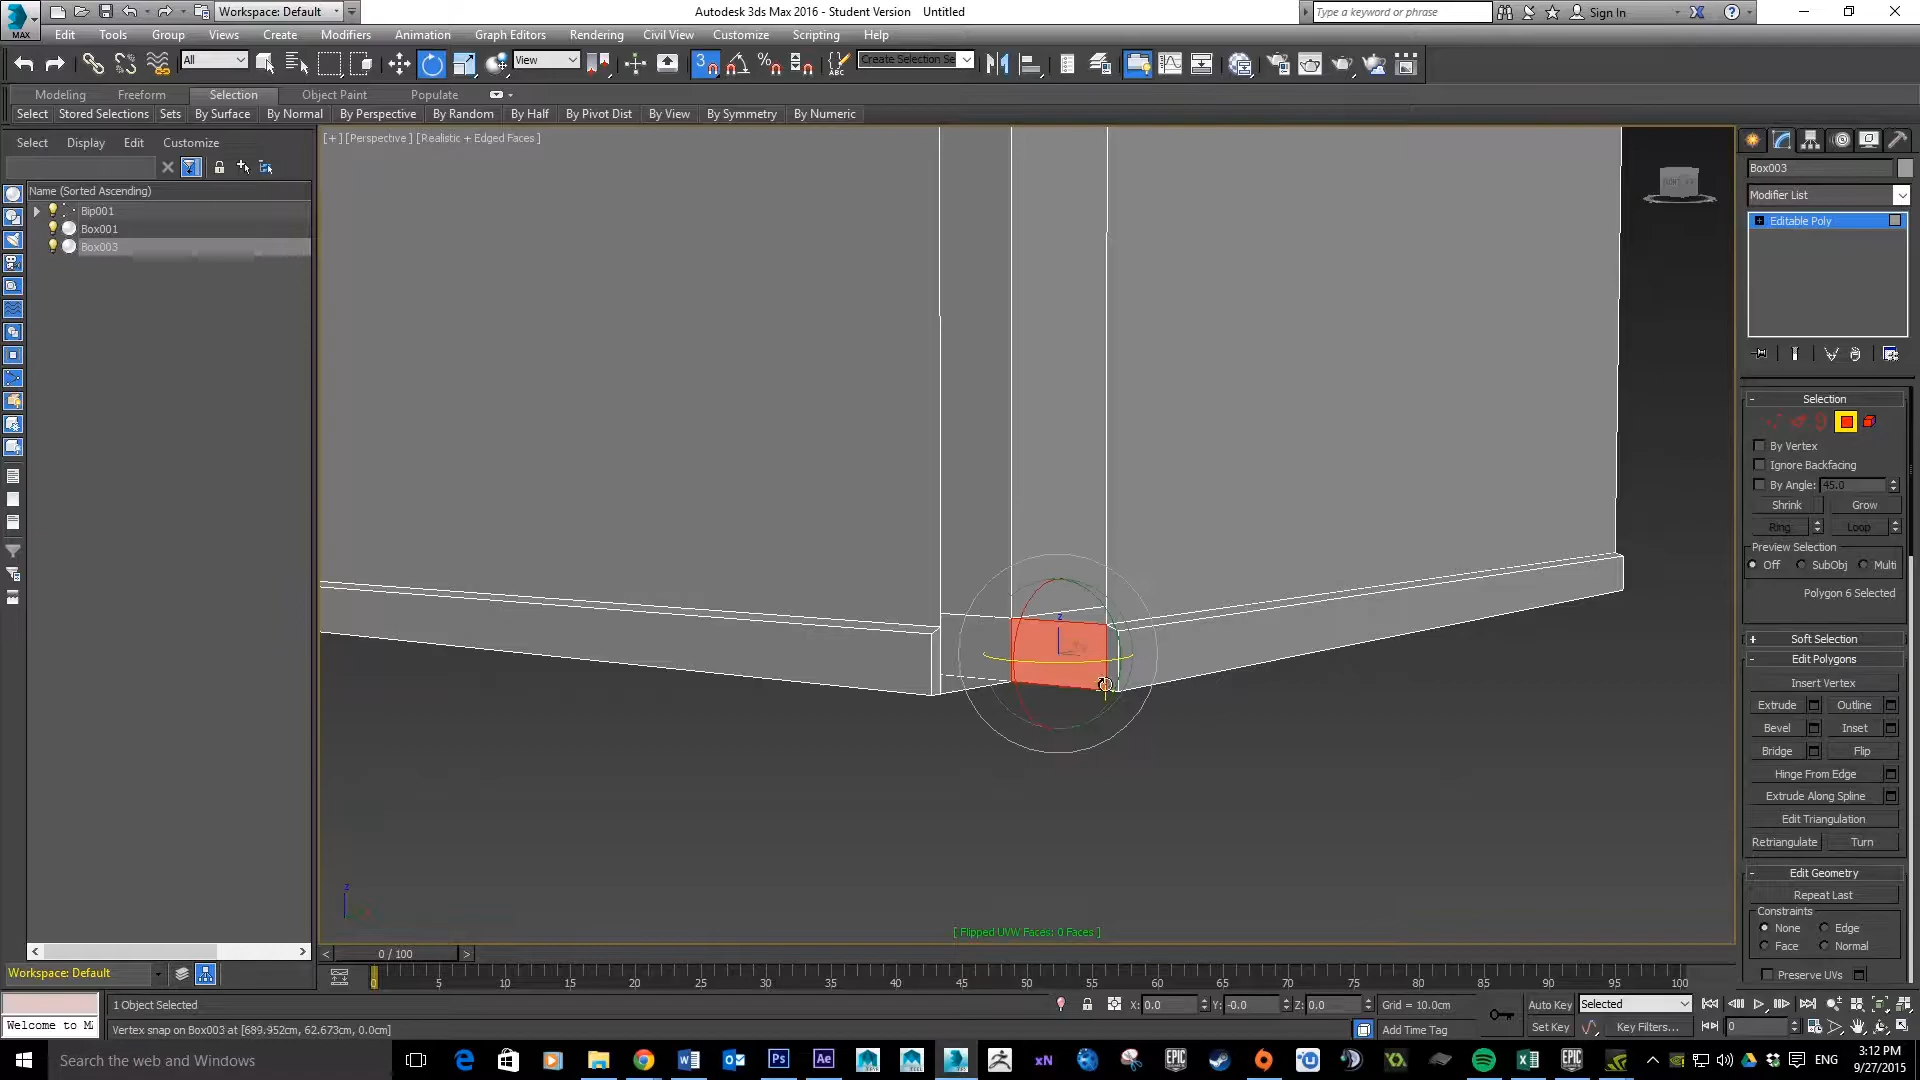 Workspace: Default
Autodesk 3ds Max 2016 - Student Version Untitled
Type a keyword or phrase
Sign In
MAX
Edit Tools Group Views Create Modifiers Animation Graph Editors Rendering Civil View Customize Scripting Help
All
View
3
ABC
Create Selection Se
Modeling Freeform Selection Object Paint Populate
Select Stored Selections Sets By Surface By Normal By Perspective By Random By Half By Pivot Dist By View By Symmetry By Numeric
Select Display Edit Customize
Name (Sorted Ascending)
Bip001
Box001
Box003
[+] [Perspective ] [Realistic + Edged Faces ]
z
z
[ Flipped UVW Faces: 0 Faces ]
Box003
Modifier List
Editable Poly
Selection
By Vertex
Ignore Backfacing
By Angle: 45.0
Shrink Grow
Ring Loop
Preview Selection
Off SubObj Multi
Polygon 6 Selected
Soft Selection
Edit Polygons
Insert Vertex
Extrude Outline
Bevel Inset
Bridge Flip
Hinge From Edge
Extrude Along Spline
Edit Triangulation
Retriangulate Turn
Edit Geometry
Repeat Last
Constraints
None Edge
Face Normal
Preserve UVs
< 0 / 100 >
Workspace: Default
0 5 10 15 20 25 30 35 40 45 50 55 60 65 70 75 80 85 90 95 100
1 Object Selected
X: 0.0 Y: -0.0 Z: 0.0 Grid = 10.0cm
Auto Key Selected
Welcome to M
Vertex snap on Box003 at [689.952cm, 62.673cm, 0.0cm]
Add Time Tag
Set Key Key Filters... 0
Search the web and Windows
ENG
3:12 PM
9/27/2015